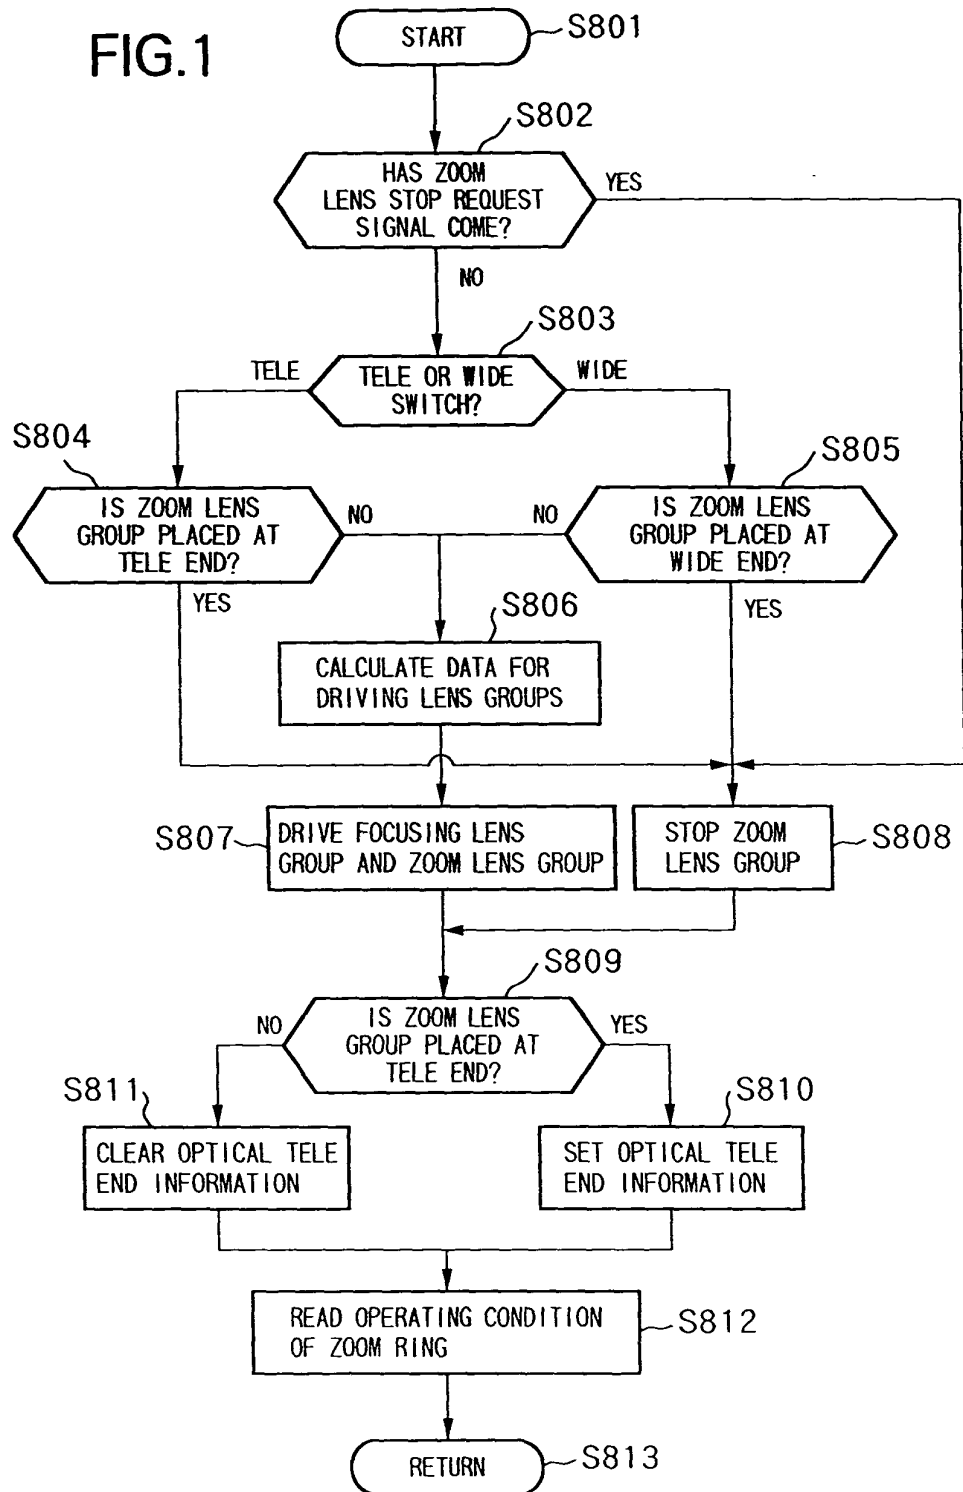 FIG.1
START
S801
S802
HAS ZOOM
LENS STOP REQUEST
SIGNAL COME?
YES
NO
S803
TELE
TELE OR WIDE
SWITCH?
WIDE
S804
IS ZOOM LENS
GROUP PLACED AT
TELE END?
NO
YES
S805
NO
IS ZOOM LENS
GROUP PLACED AT
WIDE END?
YES
S806
CALCULATE DATA FOR
DRIVING LENS GROUPS
S807
DRIVE FOCUSING LENS
GROUP AND ZOOM LENS GROUP
STOP ZOOM
LENS GROUP
S808
S809
NO
IS ZOOM LENS
GROUP PLACED AT
TELE END?
YES
S811
CLEAR OPTICAL TELE
END INFORMATION
S810
SET OPTICAL TELE
END INFORMATION
READ OPERATING CONDITION
OF ZOOM RING
S812
RETURN
S813